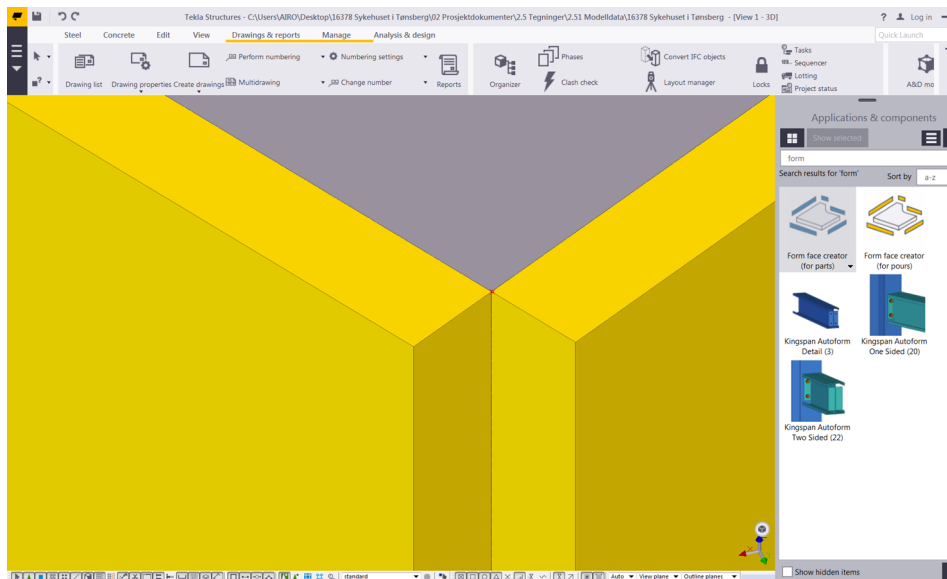 Tekla Structures - C:\Users\AIRO\Desktop\16378 Sykehuset i Tønsberg\02 Prosjektdokumenter\2.5 Tegninger\2.51 Modelldata\16378 Sykehuset i Tønsberg - [View 1 - 3D]
? Log in
Steel Concrete Edit View Drawings & reports Manage Analysis & design
Quick Launch
Drawing list
Drawing properties
Create drawings
Perform numbering
Numbering settings
Multidrawing
Change number
Reports
Organizer
Phases
Clash check
Convert IFC objects
Layout manager
Locks
Tasks
Sequencer
Lotting
Project status
A&D mo
Applications & components
Show selected
form
Search results for 'form'
Sort by a-z
Form face creator
(for parts)
Form face creator
(for pours)
Kingspan Autoform
Detail (3)
Kingspan Autoform
One Sided (20)
Kingspan Autoform
Two Sided (22)
Show hidden items
standard
Auto
View plane
Outline planes